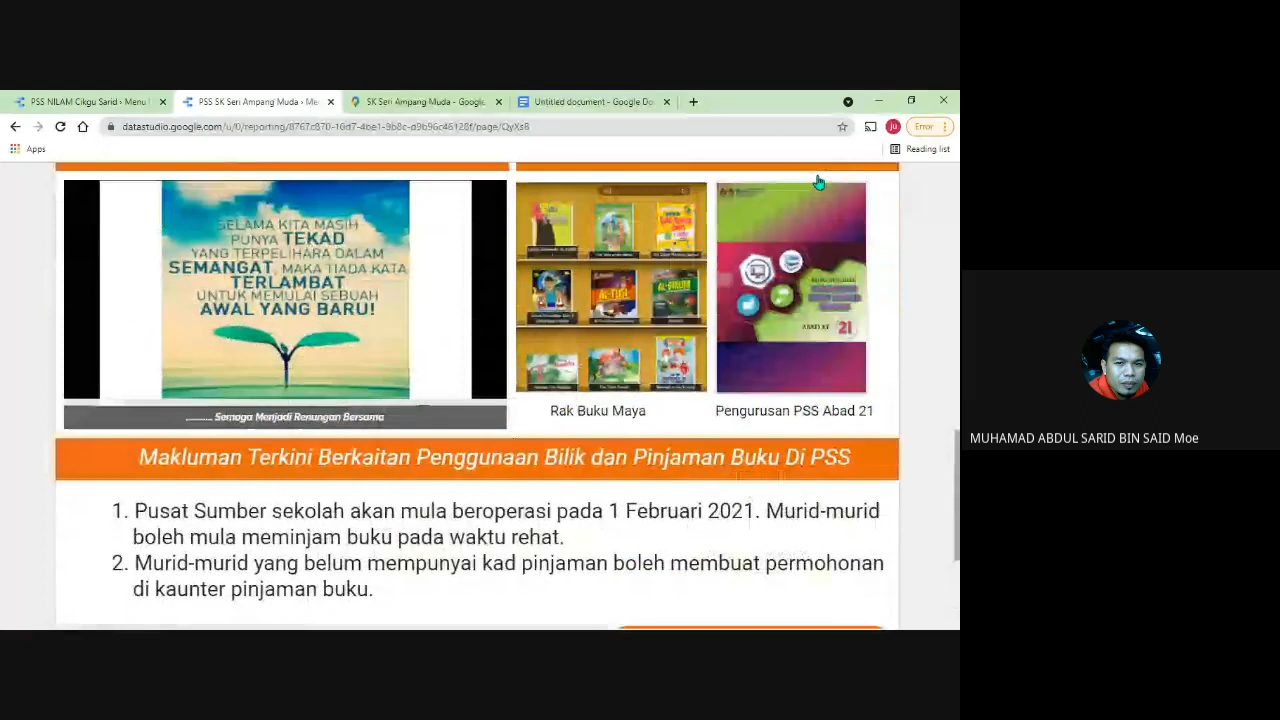 PSS NILAM Cikgu Sarid › Menu
PSS SK Seri Ampang Muda › Me
SK Seri Ampang Muda - Google
Untitled document - Google Do
datastudio.google.com/u/0/reporting/
Error
Apps
Reading list
SELAMA KITA MASIH
PUNYA TEKAD
YANG TERPELIHARA DALAM
SEMANGAT, MAKA TIADA KATA
TERLAMBAT
UNTUK MEMULAI SEBUAH
AWAL YANG BARU!
.......... Semoga Menjadi Renungan Bersama
ABAD KE 21
Rak Buku Maya
Pengurusan PSS Abad 21
Makluman Terkini Berkaitan Penggunaan Bilik dan Pinjaman Buku Di PSS
1. Pusat Sumber sekolah akan mula beroperasi pada 1 Februari 2021. Murid-murid
boleh mula meminjam buku pada waktu rehat.
2. Murid-murid yang belum mempunyai kad pinjaman boleh membuat permohonan
di kaunter pinjaman buku.
MUHAMAD ABDUL SARID BIN SAID Moe